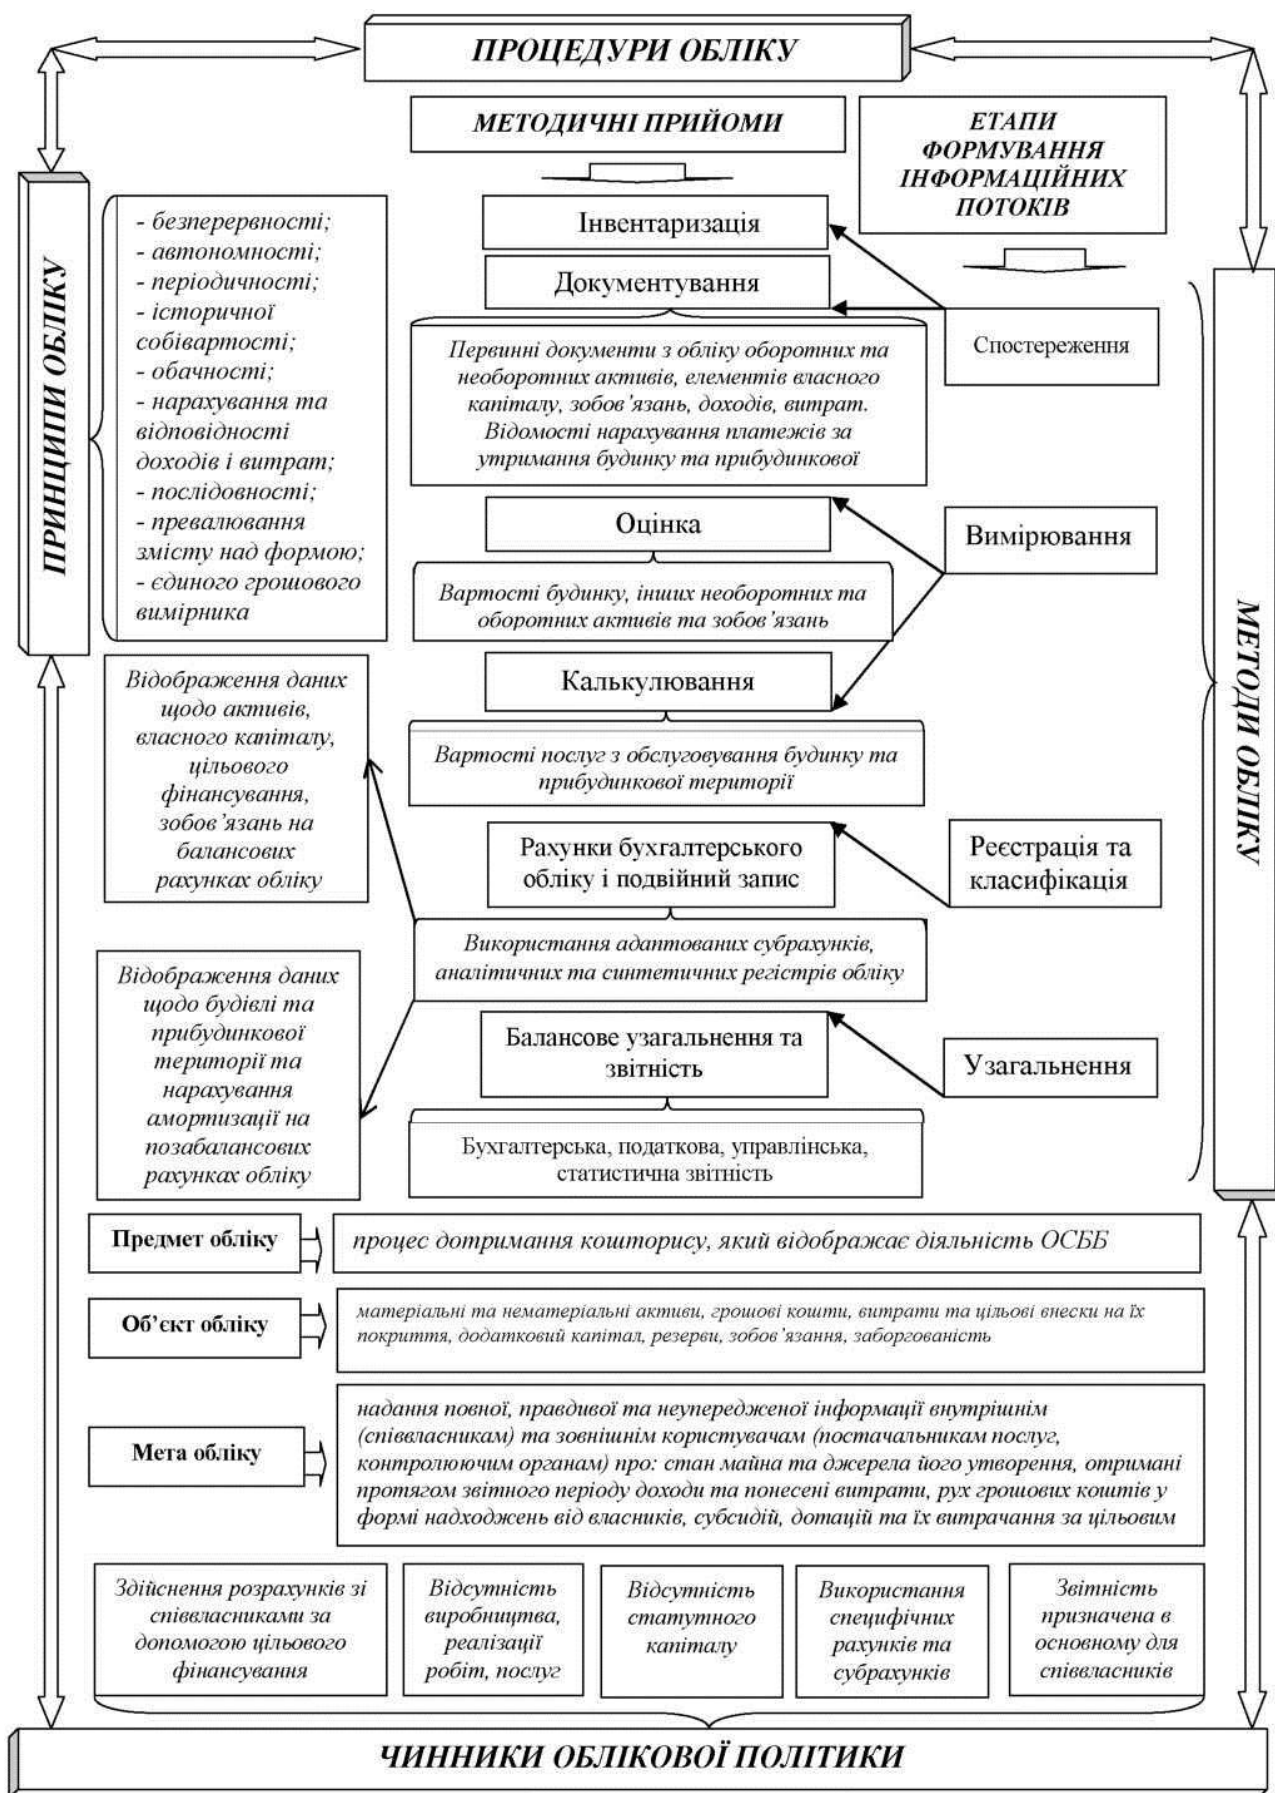 ПРОЦЕДУРИ ОБЛІКУ
МЕТОДИЧНІ ПРИЙОМИ
ЕТАПИ
ФОРМУВАННЯ
ІНФОРМАЦІЙНИХ
ПОТОКІВ
ПРИНЦИПИ ОБЛІКУ
- безперервності;
- автономності;
- періодичності;
- історичної
собівартості;
- обачності;
- нарахування та
відповідності
доходів і витрат;
- послідовності;
- превалювання
змісту над формою;
- єдиного грошового
вимірника
Інвентаризація
Документування
Первинні документи з обліку оборотних та
необоротних активів, елементів власного
капіталу, зобов’язань, доходів, витрат.
Відомості нарахування платежів за
утримання будинку та прибудинкової
Спостереження
Оцінка
Вартості будинку, інших необоротних та
оборотних активів та зобов’язань
Вимірювання
Калькулювання
Вартості послуг з обслуговування будинку та
прибудинкової території
МЕТОДИ ОБЛІКУ
Відображення даних
щодо активів,
власного капіталу,
цільового
фінансування,
зобов’язань на
балансових
рахунках обліку
Рахунки бухгалтерського
обліку і подвійний запис
Реєстрація та
класифікація
Використання адаптованих субрахунків,
аналітичних та синтетичних регістрів обліку
Відображення даних
щодо будівлі та
прибудинкової
території та
нарахування
амортизації на
позабалансових
рахунках обліку
Балансове узагальнення та
звітність
Узагальнення
Бухгалтерська, податкова, управлінська,
статистична звітність
Предмет обліку
процес дотримання кошторису, який відображає діяльність ОСББ
Об’єкт обліку
матеріальні та нематеріальні активи, грошові кошти, витрати та цільові внески на їх
покриття, додатковий капітал, резерви, зобов’язання, заборгованість
Мета обліку
надання повної, правдивої та неупередженої інформації внутрішнім
(співвласникам) та зовнішнім користувачам (постачальникам послуг,
контролюючим органам) про: стан майна та джерела його утворення, отримані
протягом звітного періоду доходи та понесені витрати, рух грошових коштів у
формі надходжень від власників, субсидій, дотацій та їх витрачання за цільовим
Здійснення розрахунків зі
співвласниками за
допомогою цільового
фінансування
Відсутність
виробництва,
реалізації
робіт, послуг
Відсутність
статутного
капіталу
Використання
специфічних
рахунків та
субрахунків
Звітність
призначена в
основному для
співвласників
ЧИННИКИ ОБЛІКОВОЇ ПОЛІТИКИ